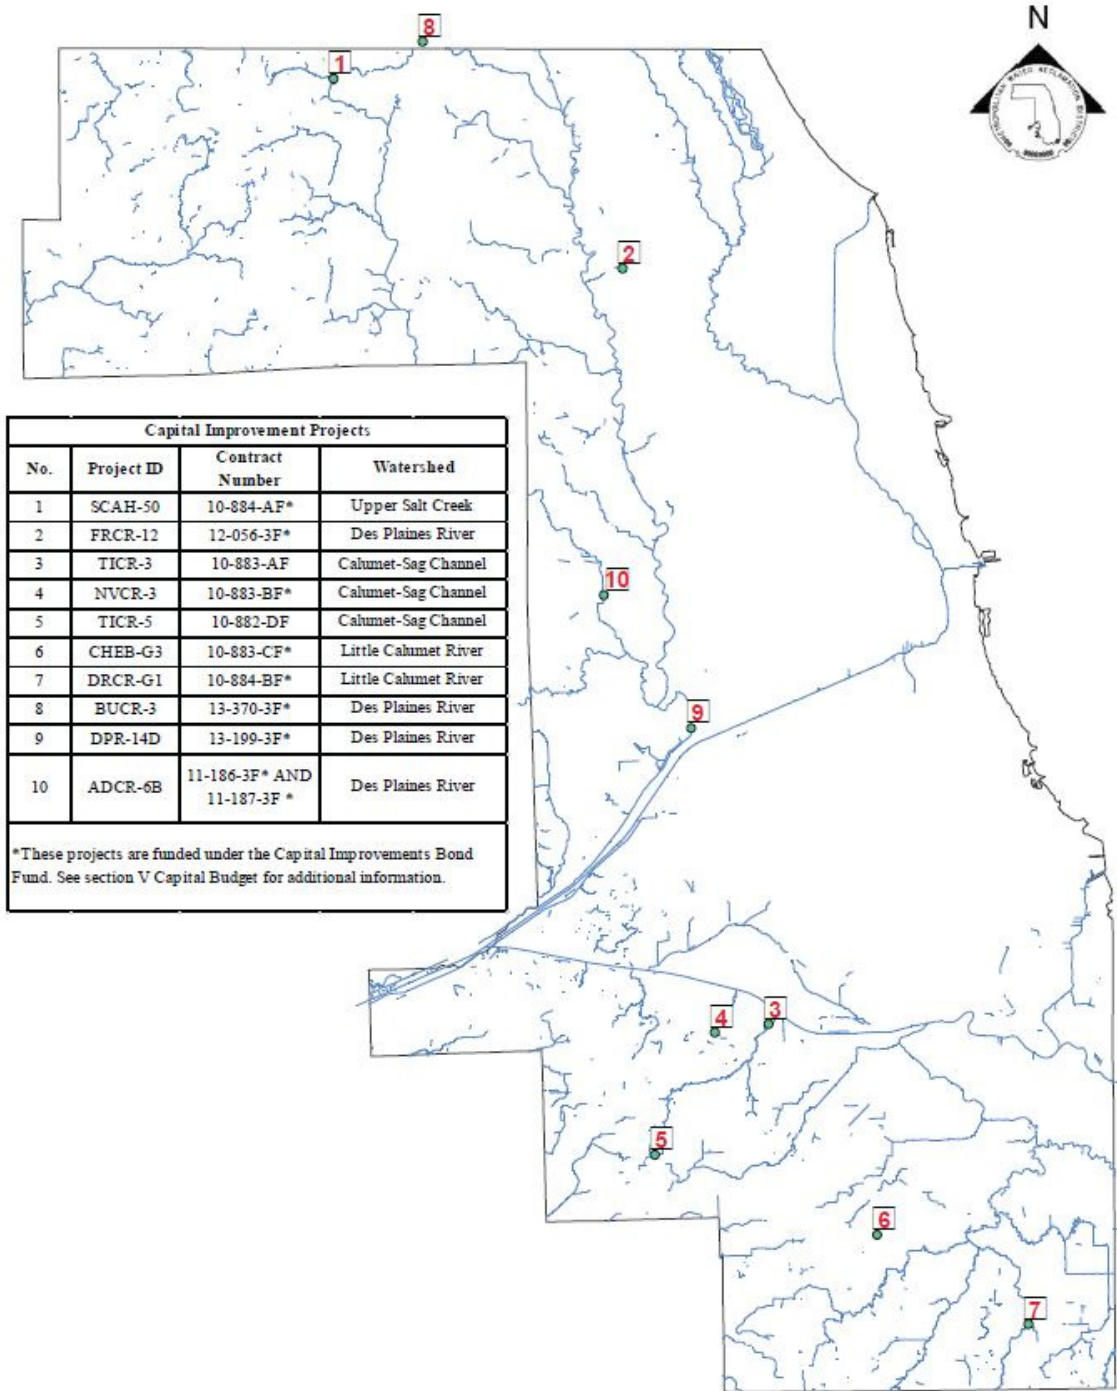 N
METROPOLITAN WATER RECLAMATION DISTRICT
8
1
2
Capital Improvement Projects
No. Project ID Contract Number Watershed
1 SCAH-50 10-884-AF* Upper Salt Creek
2 FRCR-12 12-056-3F* Des Plaines River
3 TICR-3 10-883-AF Calumet-Sag Channel
4 NVCR-3 10-883-BF* Calumet-Sag Channel
5 TICR-5 10-882-DF Calumet-Sag Channel
6 CHEB-G3 10-883-CF* Little Calumet River
7 DRCR-G1 10-884-BF* Little Calumet River
8 BUCR-3 13-370-3F* Des Plaines River
9 DPR-14D 13-199-3F* Des Plaines River
10 ADCR-6B 11-186-3F* AND 11-187-3F * Des Plaines River
*These projects are funded under the Capital Improvements Bond
Fund. See section V Capital Budget for additional information.
10
9
4
3
5
6
7